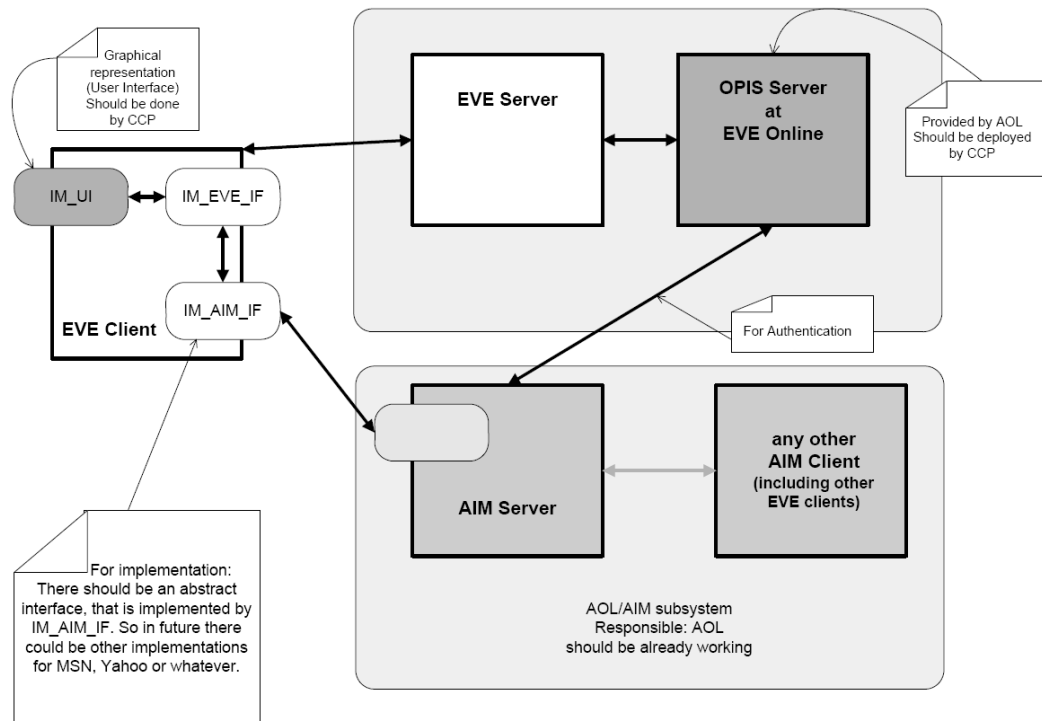 Graphical
representation
(User Interface)
Should be done
by CCP
EVE Server
OPIS Server
at
EVE Online
Provided by AOL
Should be deployed
by CCP
IM_UI
IM_EVE_IF
IM_AIM_IF
EVE Client
For Authentication
AIM Server
any other
AIM Client
(including other
EVE clients)
For implementation:
There should be an abstract
interface, that is implemented by
IM_AIM_IF. So in future there
could be other implementations
for MSN, Yahoo or whatever.
AOL/AIM subsystem
Responsible: AOL
should be already working